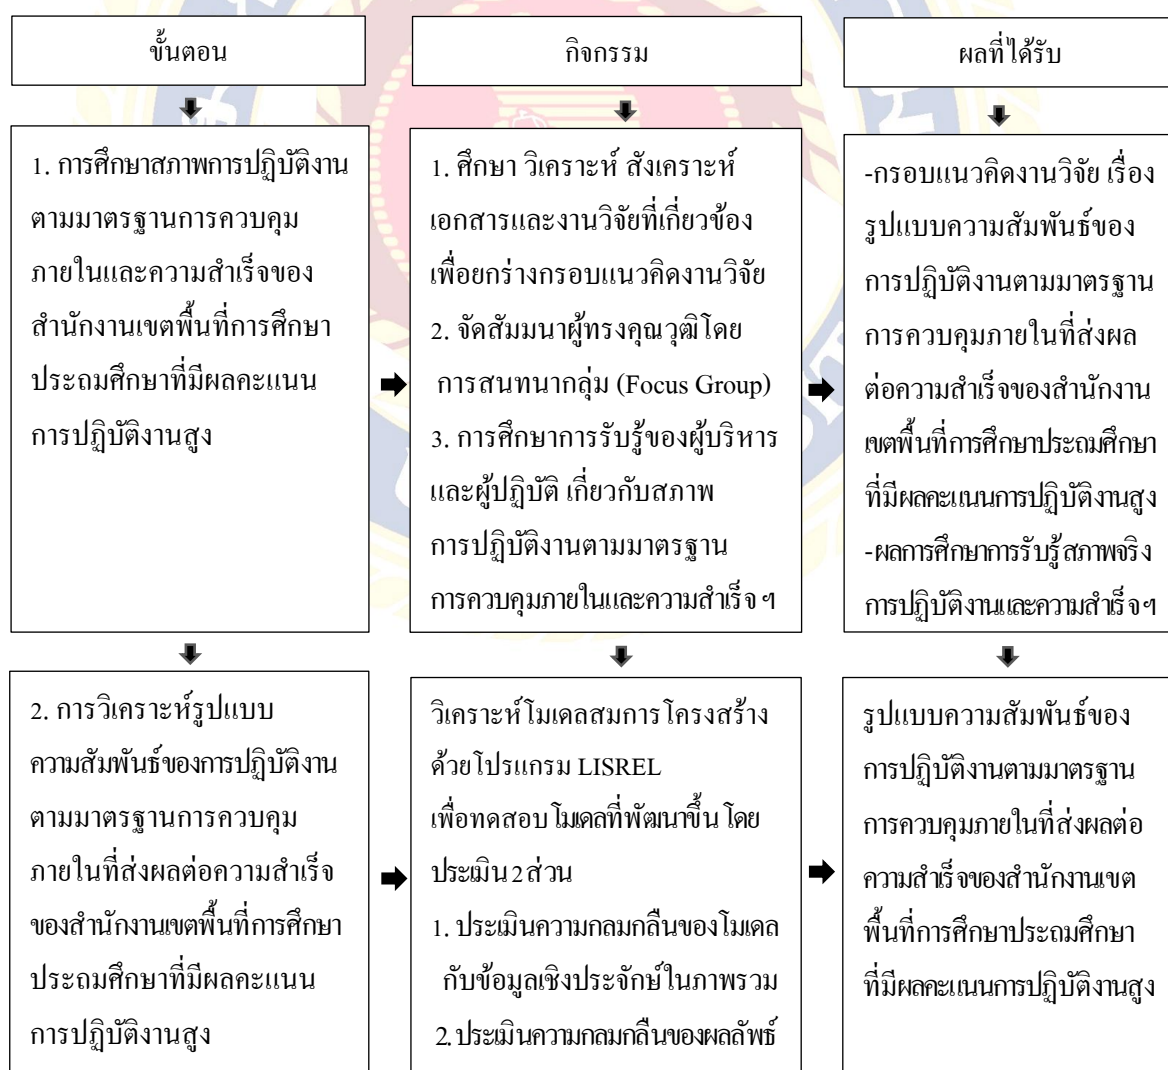 ขั้นตอน
กิจกรรม
ผลที่ได้รับ
1. การศึกษาสภาพการปฏิบัติงาน
ตามมาตรฐานการควบคุม
ภายในและความสำเร็จของ
สำนักงานเขตพื้นที่การศึกษา
ประถมศึกษาที่มีผลคะแนน
การปฏิบัติงานสูง
1. ศึกษา วิเคราะห์ สังเคราะห์
เอกสารและงานวิจัยที่เกี่ยวข้อง
เพื่อยกร่างกรอบแนวคิดงานวิจัย
2. จัดสัมมนาผู้ทรงคุณวุฒิโดย
การสนทนากลุ่ม (Focus Group)
3. การศึกษาการรับรู้ของผู้บริหาร
และผู้ปฏิบัติ เกี่ยวกับสภาพ
การปฏิบัติงานตามมาตรฐาน
การควบคุมภายในและความสำเร็จ ฯ
-กรอบแนวคิดงานวิจัย เรื่อง
รูปแบบความสัมพันธ์ของ
การปฏิบัติงานตามมาตรฐาน
การควบคุมภายในที่ส่งผล
ต่อความสำเร็จของสำนักงาน
เขตพื้นที่การศึกษาประถมศึกษา
ที่มีผลคะแนนการปฏิบัติงานสูง
-ผลการศึกษาการรับรู้สภาพจริง
การปฏิบัติงานและความสำเร็จฯ
2. การวิเคราะห์รูปแบบ
ความสัมพันธ์ของการปฏิบัติงาน
ตามมาตรฐานการควบคุม
ภายในที่ส่งผลต่อความสำเร็จ
ของสำนักงานเขตพื้นที่การศึกษา
ประถมศึกษาที่มีผลคะแนน
การปฏิบัติงานสูง
วิเคราะห์โมเดลสมการโครงสร้าง
ด้วยโปรแกรม LISREL
เพื่อทดสอบ โมเดลที่พัฒนาขึ้น โดย
ประเมิน 2 ส่วน
1. ประเมินความกลมกลืนของโมเดล
กับข้อมูลเชิงประจักษ์ในภาพรวม
2. ประเมินความกลมกลืนของผลลัพธ์
รูปแบบความสัมพันธ์ของ
การปฏิบัติงานตามมาตรฐาน
การควบคุมภายในที่ส่งผลต่อ
ความสำเร็จของสำนักงานเขต
พื้นที่การศึกษาประถมศึกษา
ที่มีผลคะแนนการปฏิบัติงานสูง